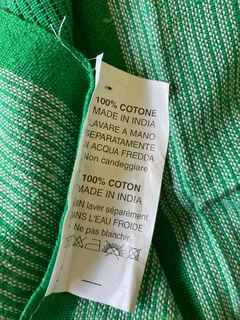 100% COTONE
MADE IN INDIA
LAVARE A MANO
SEPARATAMENTE
IN ACQUA FREDDA
Non candeggiare
100% COTON
MADE IN INDIA
laver séparément
DANS L'EAU FROIDE
Ne pas blanchir